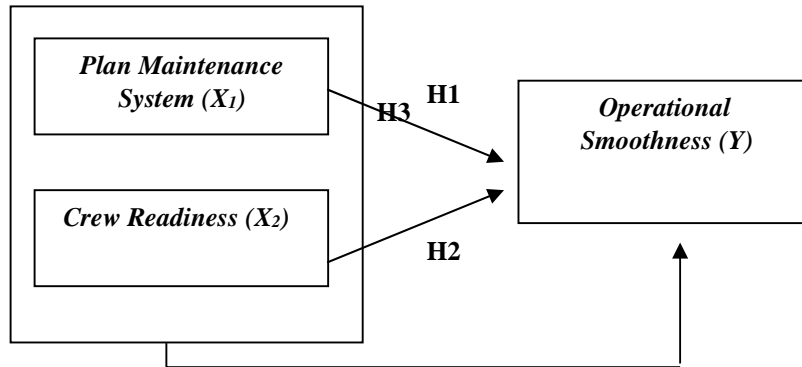 Plan Maintenance
System (X₁)
H1
H3
Operational
Smoothness (Y)
Crew Readiness (X₂)
H2